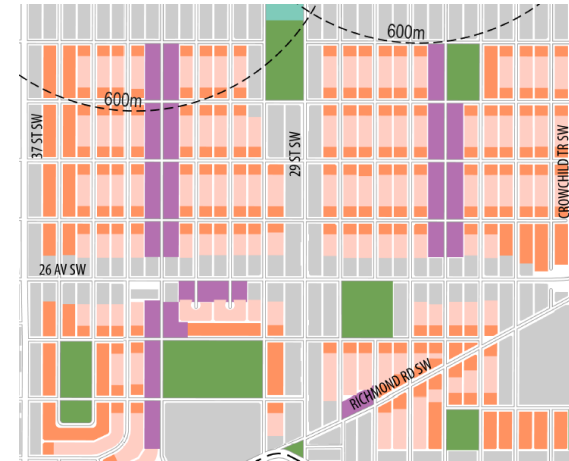 600m
600m
37 ST SW
29 ST SW
CROWCHILD TR SW
26 AV SW
RICHMOND RD SW